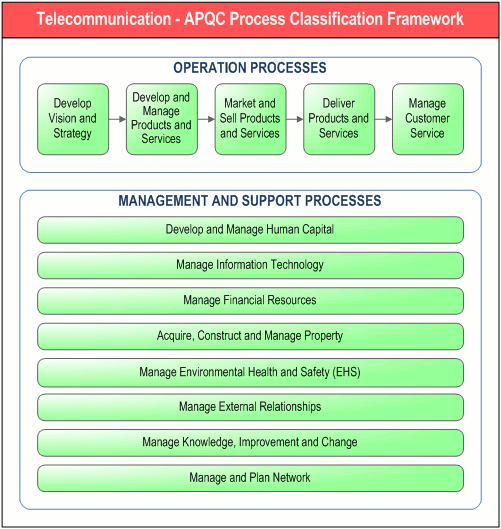 Telecommunication - APQC Process Classification Framework
OPERATION PROCESSES
Develop
Vision and
Strategy
Develop and
Manage
Products and
Services
Market and
Sell Products
and Services
Deliver
Products and
Services
Manage
Customer
Service
MANAGEMENT AND SUPPORT PROCESSES
Develop and Manage Human Capital
Manage Information Technology
Manage Financial Resources
Acquire, Construct and Manage Property
Manage Environmental Health and Safety (EHS)
Manage External Relationships
Manage Knowledge, Improvement and Change
Manage and Plan Network